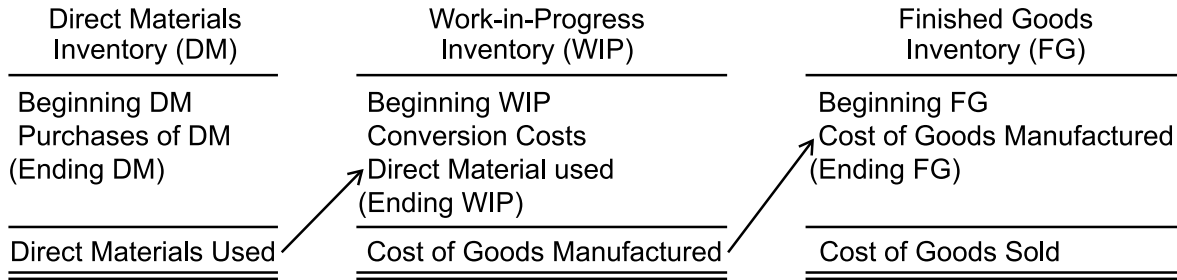 Direct Materials
Inventory (DM)
Beginning DM
Purchases of DM
(Ending DM)
Direct Materials Used
Work-in-Progress
Inventory (WIP)
Beginning WIP
Conversion Costs
Direct Material used
(Ending WIP)
Cost of Goods Manufactured
Finished Goods
Inventory (FG)
Beginning FG
Cost of Goods Manufactured
(Ending FG)
Cost of Goods Sold